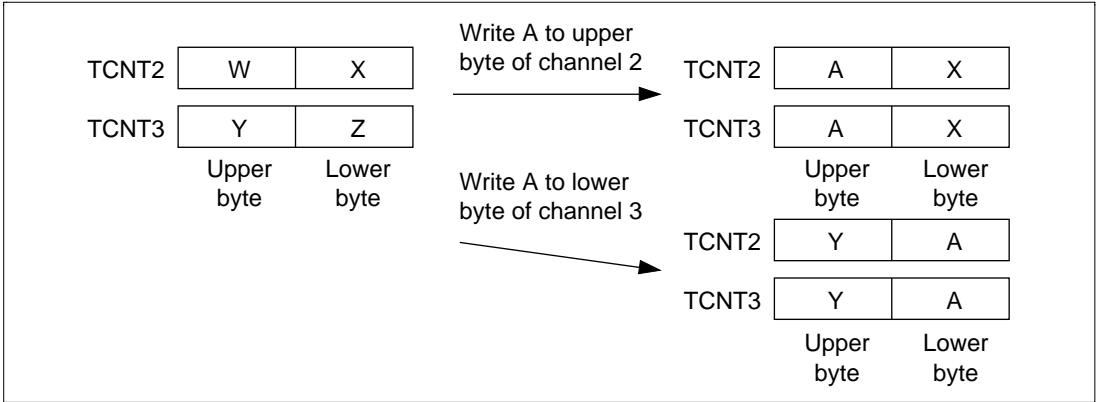 TCNT2 W X
TCNT3 Y Z
Upper byte Lower byte
Write A to upper
byte of channel 2
TCNT2 A X
TCNT3 A X
Upper byte Lower byte
Write A to lower
byte of channel 3
TCNT2 Y A
TCNT3 Y A
Upper byte Lower byte